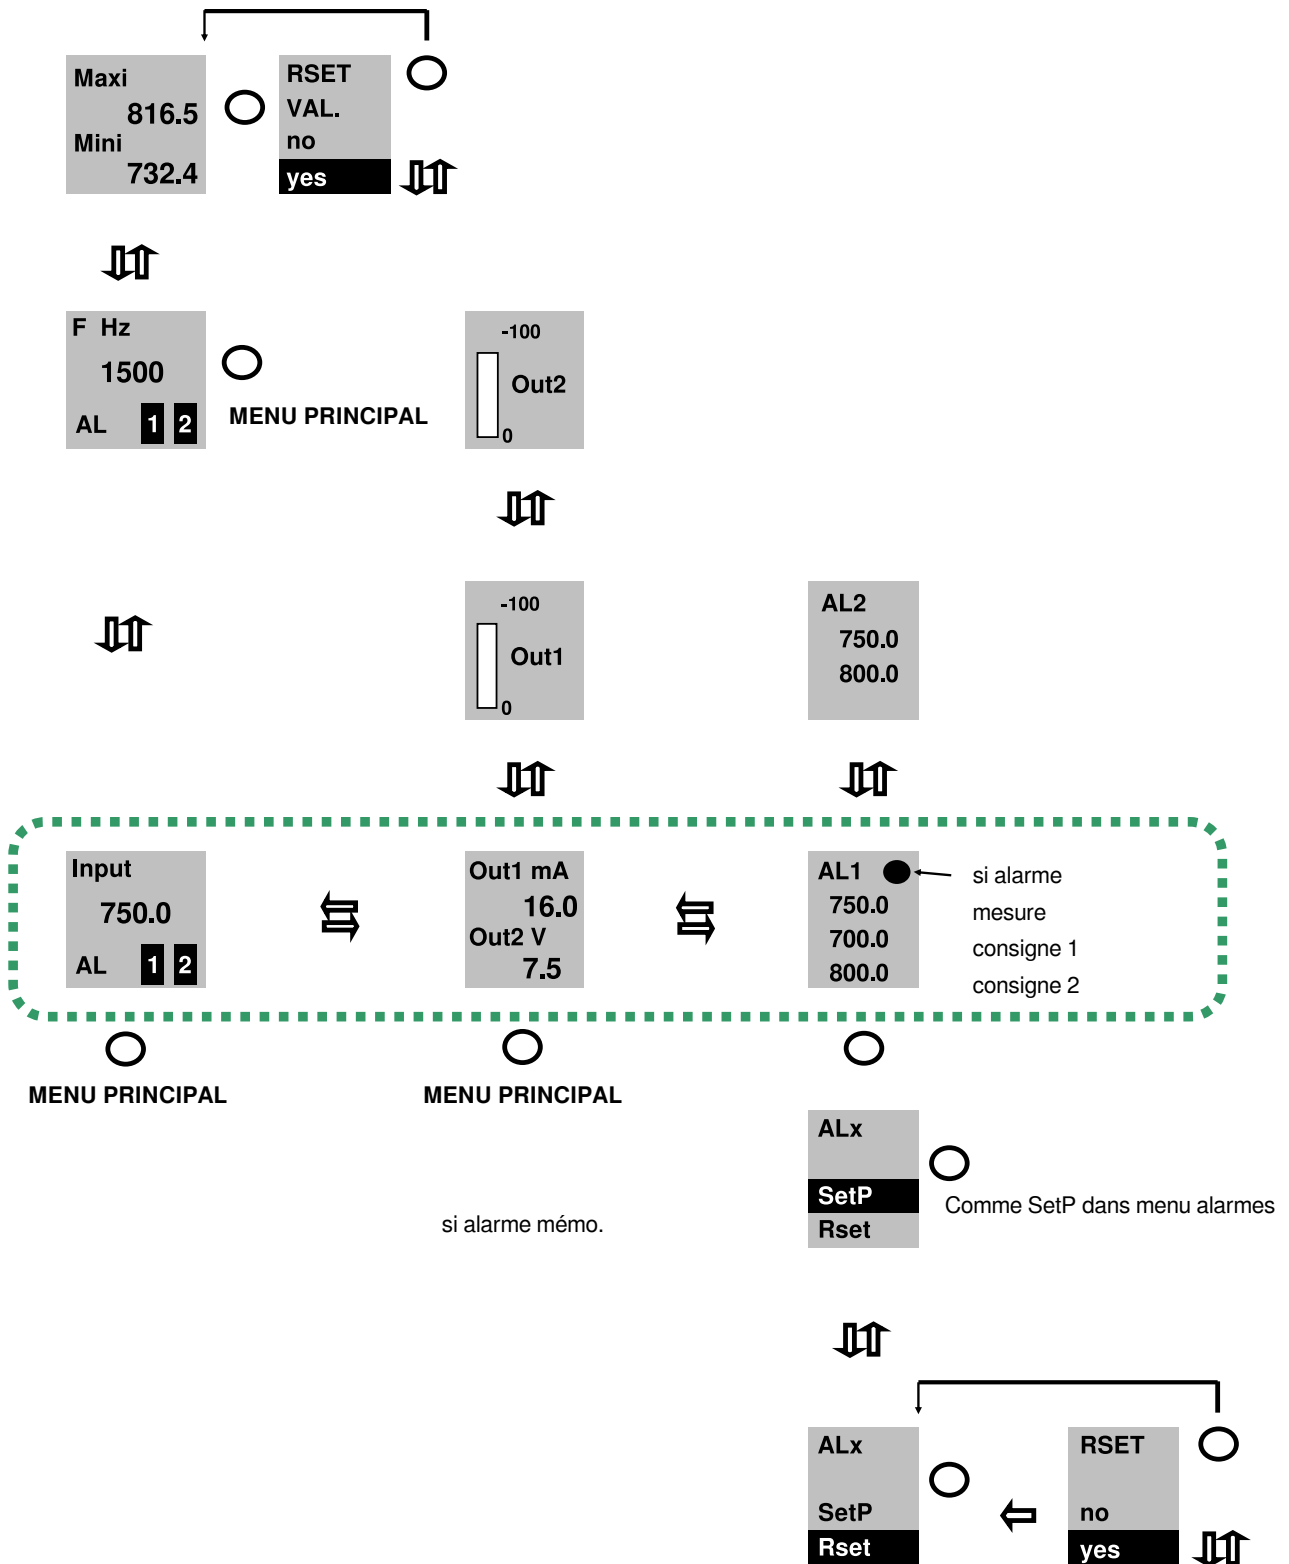 Maxi
816.5
Mini
732.4
RSET
VAL.
no
yes
F Hz
1500
AL 1 2
MENU PRINCIPAL
-100
Out2
0
-100
Out1
0
AL2
750.0
800.0
Input
750.0
AL 1 2
Out1 mA
16.0
Out2 V
7.5
AL1
750.0
700.0
800.0
si alarme
mesure
consigne 1
consigne 2
MENU PRINCIPAL
MENU PRINCIPAL
ALx
SetP
Rset
Comme SetP dans menu alarmes
si alarme mémo.
ALx
SetP
Rset
RSET
no
yes